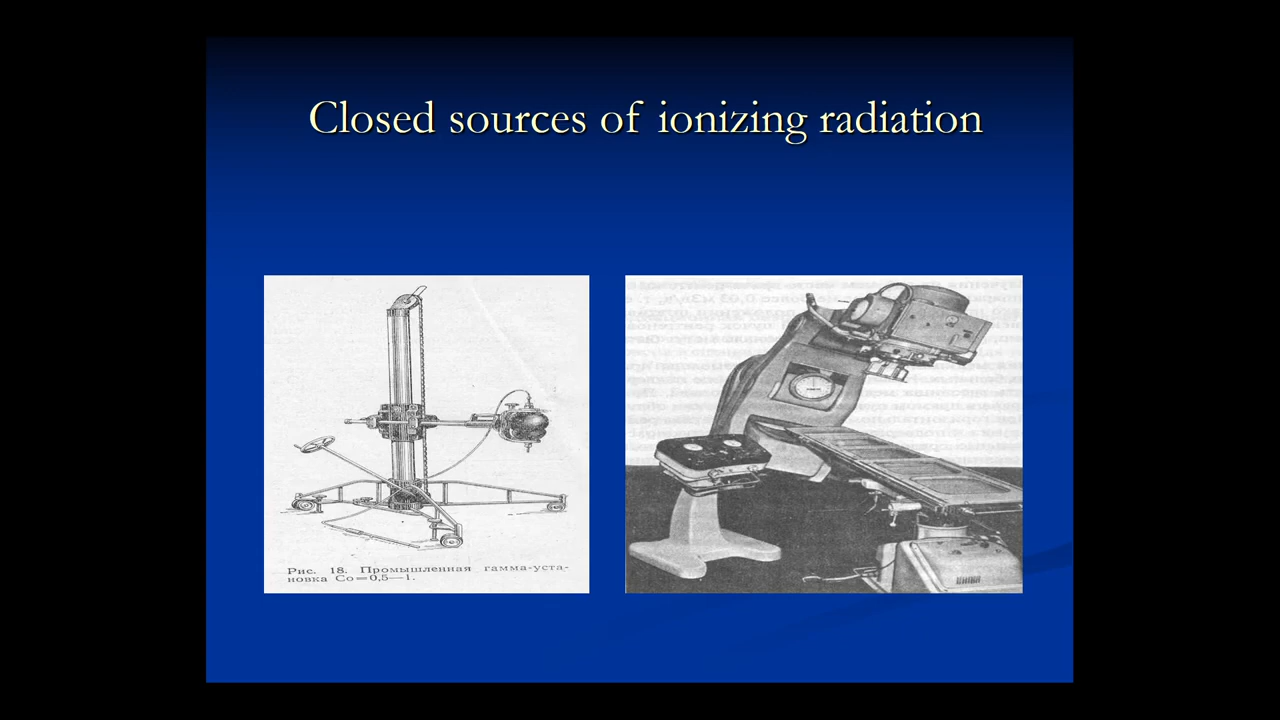 Closed sources of ionizing radiation
Рис. 18. Промышленная гамма-уста-
новка Со=0,5—1.